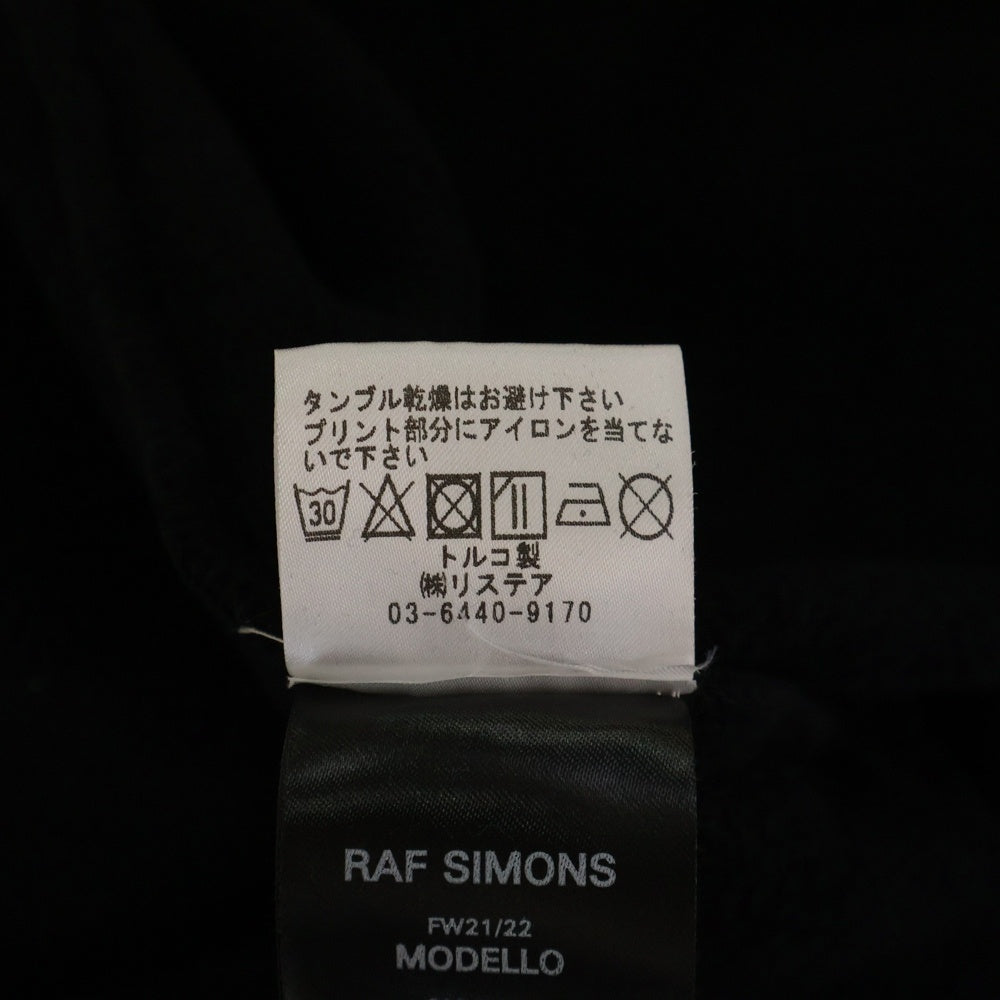 タンブル乾燥はお避け下さい
プリント部分にアイロンを当てな
いで下さい
30
トルコ製
㈱リステア
03-6440-9170
RAF SIMONS
FW21/22
MODELLO